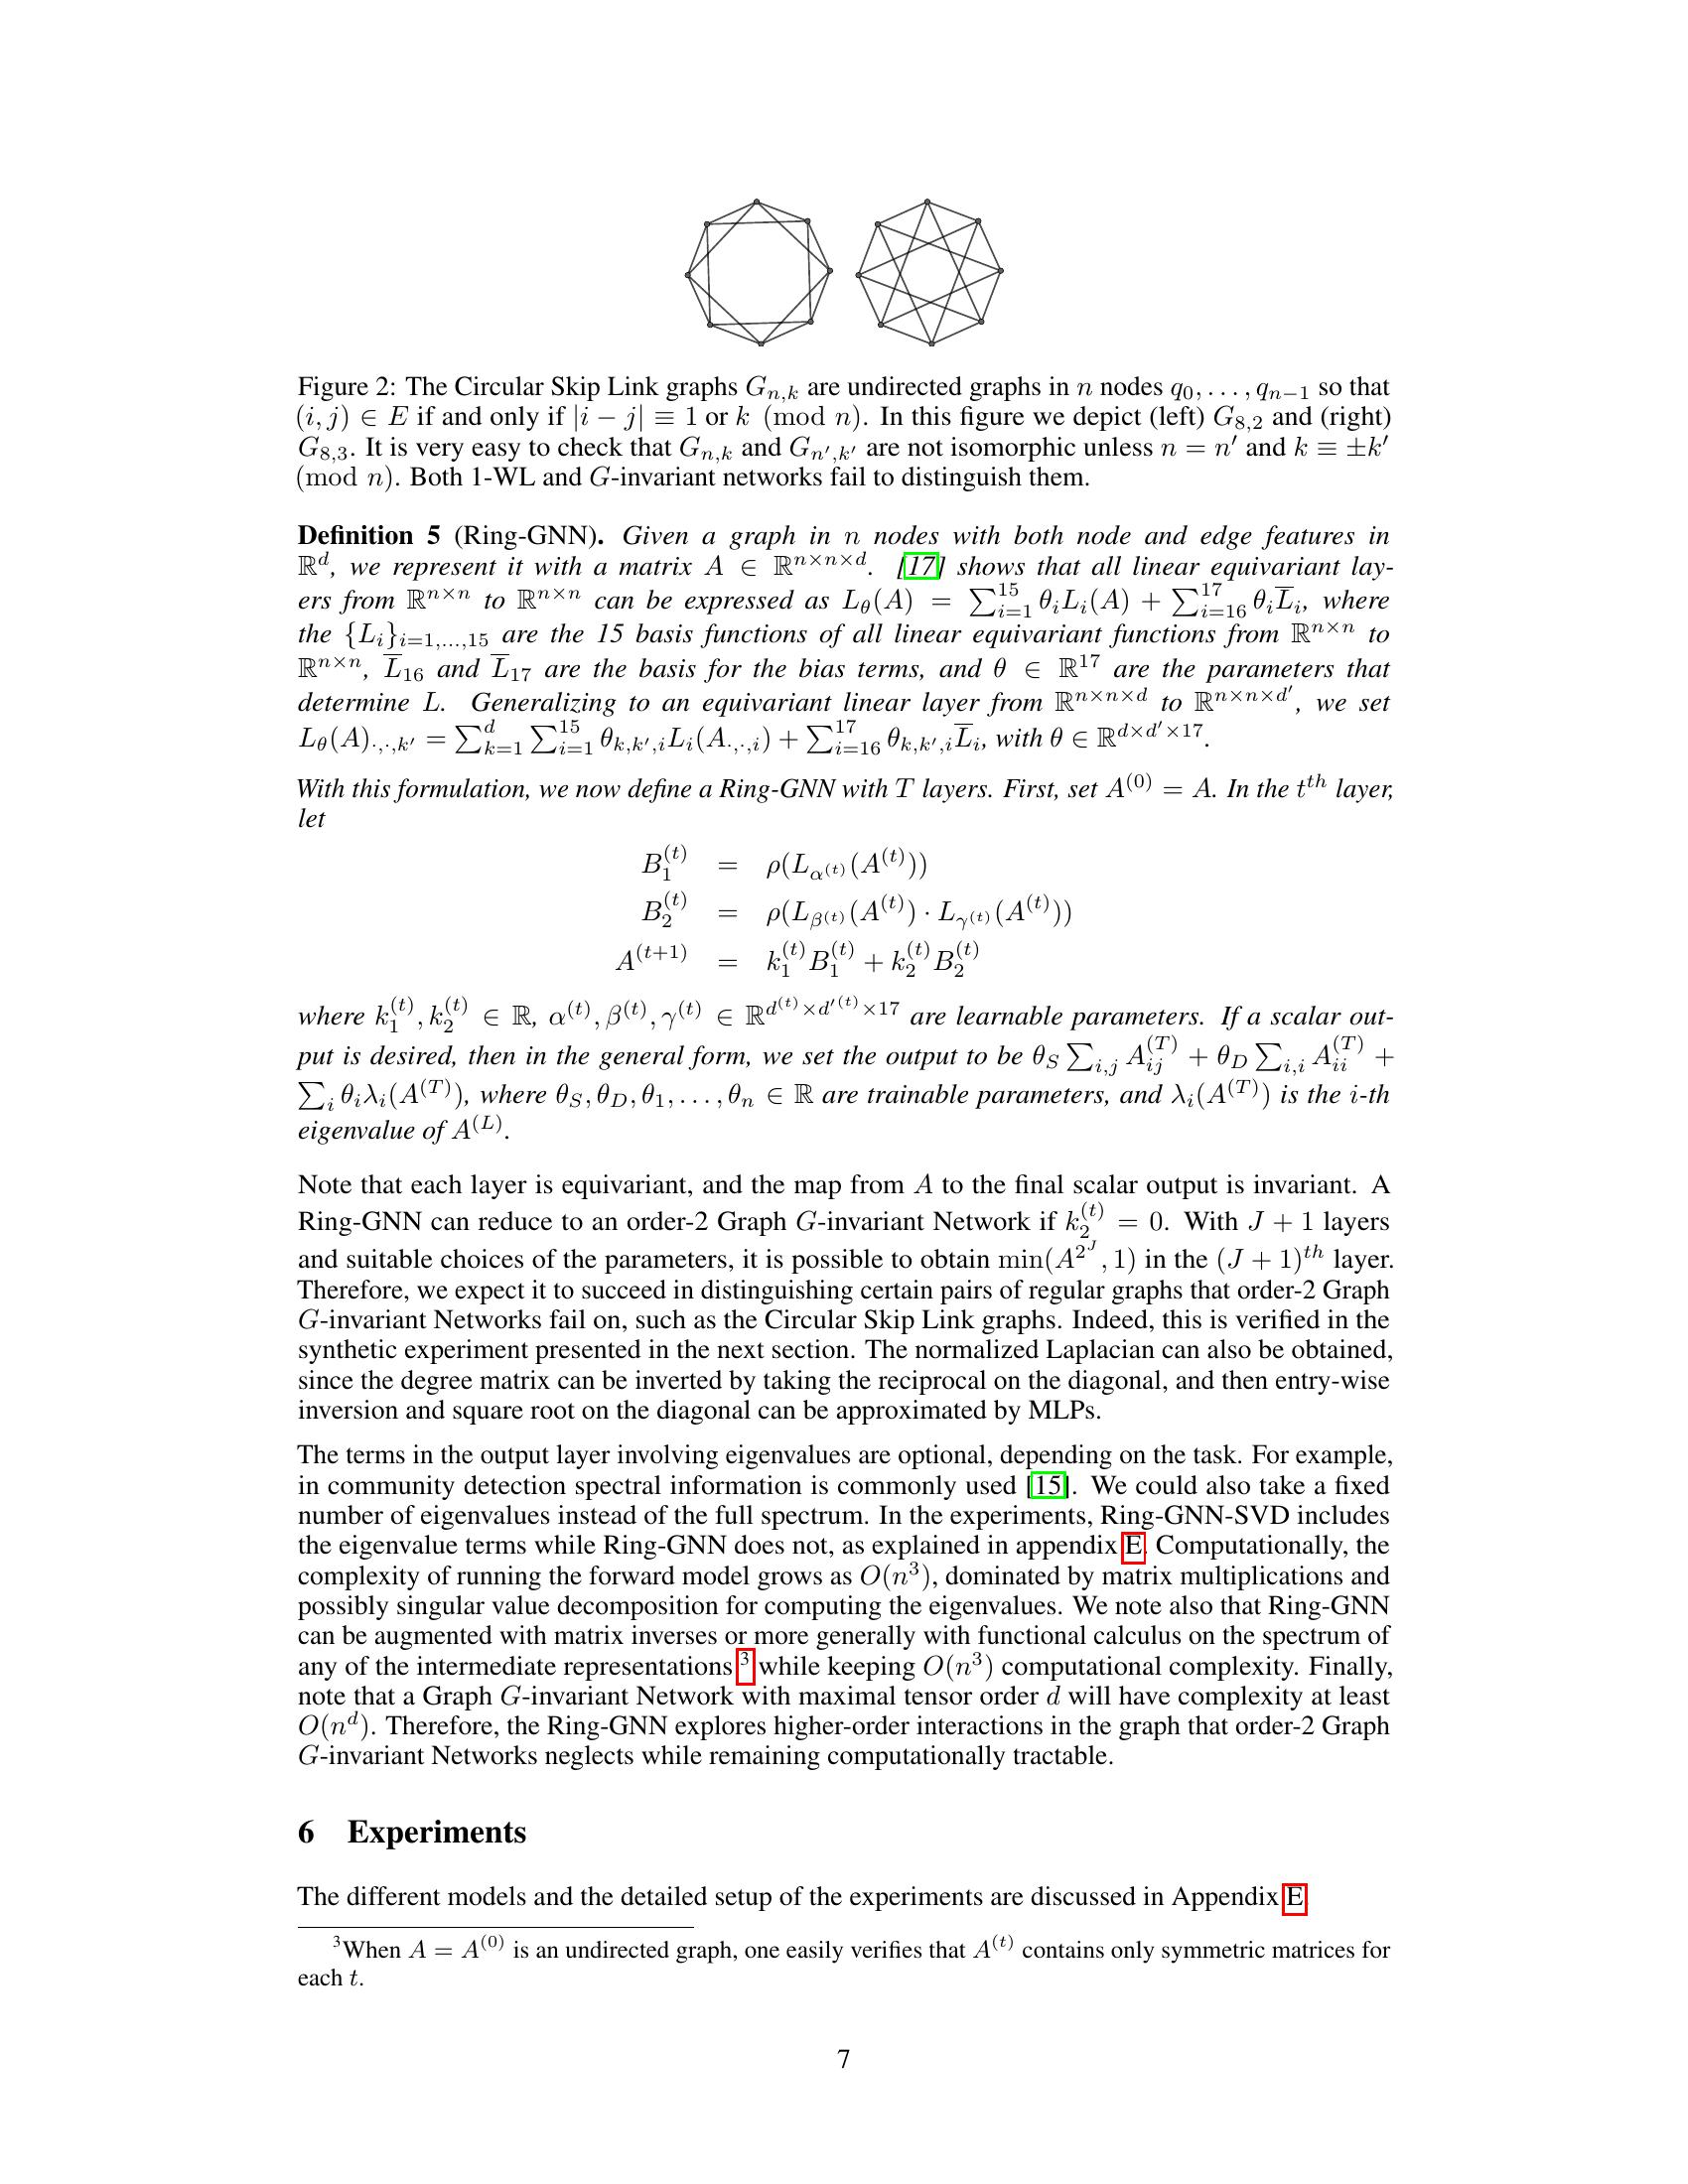 Figure 2: The Circular Skip Link graphs $G_{n,k}$ are undirected graphs in $n$ nodes $q_0, \ldots, q_{n-1}$ so that
$(i, j) \in E$ if and only if $|i - j| \equiv 1$ or $k \pmod{n}$. In this figure we depict (left) $G_{8,2}$ and (right)
$G_{8,3}$. It is very easy to check that $G_{n,k}$ and $G_{n',k'}$ are not isomorphic unless $n = n'$ and $k \equiv \pm k'$
$\pmod{n}$. Both 1-WL and $G$-invariant networks fail to distinguish them.
Definition 5 (Ring-GNN). Given a graph in $n$ nodes with both node and edge features in
$\mathbb{R}^d$, we represent it with a matrix $A \in \mathbb{R}^{n \times n \times d}$. [17] shows that all linear equivariant lay-
ers from $\mathbb{R}^{n \times n}$ to $\mathbb{R}^{n \times n}$ can be expressed as $L_\theta(A) = \sum_{i=1}^{15} \theta_i L_i(A) + \sum_{i=16}^{17} \theta_i \overline{L}_i$, where
the $\{L_i\}_{i=1,\ldots,15}$ are the 15 basis functions of all linear equivariant functions from $\mathbb{R}^{n \times n}$ to
$\mathbb{R}^{n \times n}$, $\overline{L}_{16}$ and $\overline{L}_{17}$ are the basis for the bias terms, and $\theta \in \mathbb{R}^{17}$ are the parameters that
determine $L$. Generalizing to an equivariant linear layer from $\mathbb{R}^{n \times n \times d}$ to $\mathbb{R}^{n \times n \times d'}$, we set
$L_\theta(A)_{\cdot,\cdot,k'} = \sum_{k=1}^{d} \sum_{i=1}^{15} \theta_{k,k',i} L_i(A_{\cdot,\cdot,i}) + \sum_{i=16}^{17} \theta_{k,k',i} \overline{L}_i$, with $\theta \in \mathbb{R}^{d \times d' \times 17}$.
With this formulation, we now define a Ring-GNN with $T$ layers. First, set $A^{(0)} = A$. In the $t^{th}$ layer,
let
$B_1^{(t)} = \rho(L_{\alpha^{(t)}}(A^{(t)}))$
$B_2^{(t)} = \rho(L_{\beta^{(t)}}(A^{(t)}) \cdot L_{\gamma^{(t)}}(A^{(t)}))$
$A^{(t+1)} = k_1^{(t)} B_1^{(t)} + k_2^{(t)} B_2^{(t)}$
where $k_1^{(t)}, k_2^{(t)} \in \mathbb{R}$, $\alpha^{(t)}, \beta^{(t)}, \gamma^{(t)} \in \mathbb{R}^{d^{(t)} \times d'^{(t)} \times 17}$ are learnable parameters. If a scalar out-
put is desired, then in the general form, we set the output to be $\theta_S \sum_{i,j} A_{ij}^{(T)} + \theta_D \sum_{i,i} A_{ii}^{(T)} +$
$\sum_i \theta_i \lambda_i(A^{(T)})$, where $\theta_S, \theta_D, \theta_1, \ldots, \theta_n \in \mathbb{R}$ are trainable parameters, and $\lambda_i(A^{(T)})$ is the $i$-th
eigenvalue of $A^{(L)}$.
Note that each layer is equivariant, and the map from $A$ to the final scalar output is invariant. A
Ring-GNN can reduce to an order-2 Graph $G$-invariant Network if $k_2^{(t)} = 0$. With $J + 1$ layers
and suitable choices of the parameters, it is possible to obtain $\min(A^{2^J}, 1)$ in the $(J + 1)^{th}$ layer.
Therefore, we expect it to succeed in distinguishing certain pairs of regular graphs that order-2 Graph
$G$-invariant Networks fail on, such as the Circular Skip Link graphs. Indeed, this is verified in the
synthetic experiment presented in the next section. The normalized Laplacian can also be obtained,
since the degree matrix can be inverted by taking the reciprocal on the diagonal, and then entry-wise
inversion and square root on the diagonal can be approximated by MLPs.
The terms in the output layer involving eigenvalues are optional, depending on the task. For example,
in community detection spectral information is commonly used [15]. We could also take a fixed
number of eigenvalues instead of the full spectrum. In the experiments, Ring-GNN-SVD includes
the eigenvalue terms while Ring-GNN does not, as explained in appendix E. Computationally, the
complexity of running the forward model grows as $O(n^3)$, dominated by matrix multiplications and
possibly singular value decomposition for computing the eigenvalues. We note also that Ring-GNN
can be augmented with matrix inverses or more generally with functional calculus on the spectrum of
any of the intermediate representations $^3$ while keeping $O(n^3)$ computational complexity. Finally,
note that a Graph $G$-invariant Network with maximal tensor order $d$ will have complexity at least
$O(n^d)$. Therefore, the Ring-GNN explores higher-order interactions in the graph that order-2 Graph
$G$-invariant Networks neglects while remaining computationally tractable.
6 Experiments
The different models and the detailed setup of the experiments are discussed in Appendix E
$^3$When $A = A^{(0)}$ is an undirected graph, one easily verifies that $A^{(t)}$ contains only symmetric matrices for
each $t$.
7